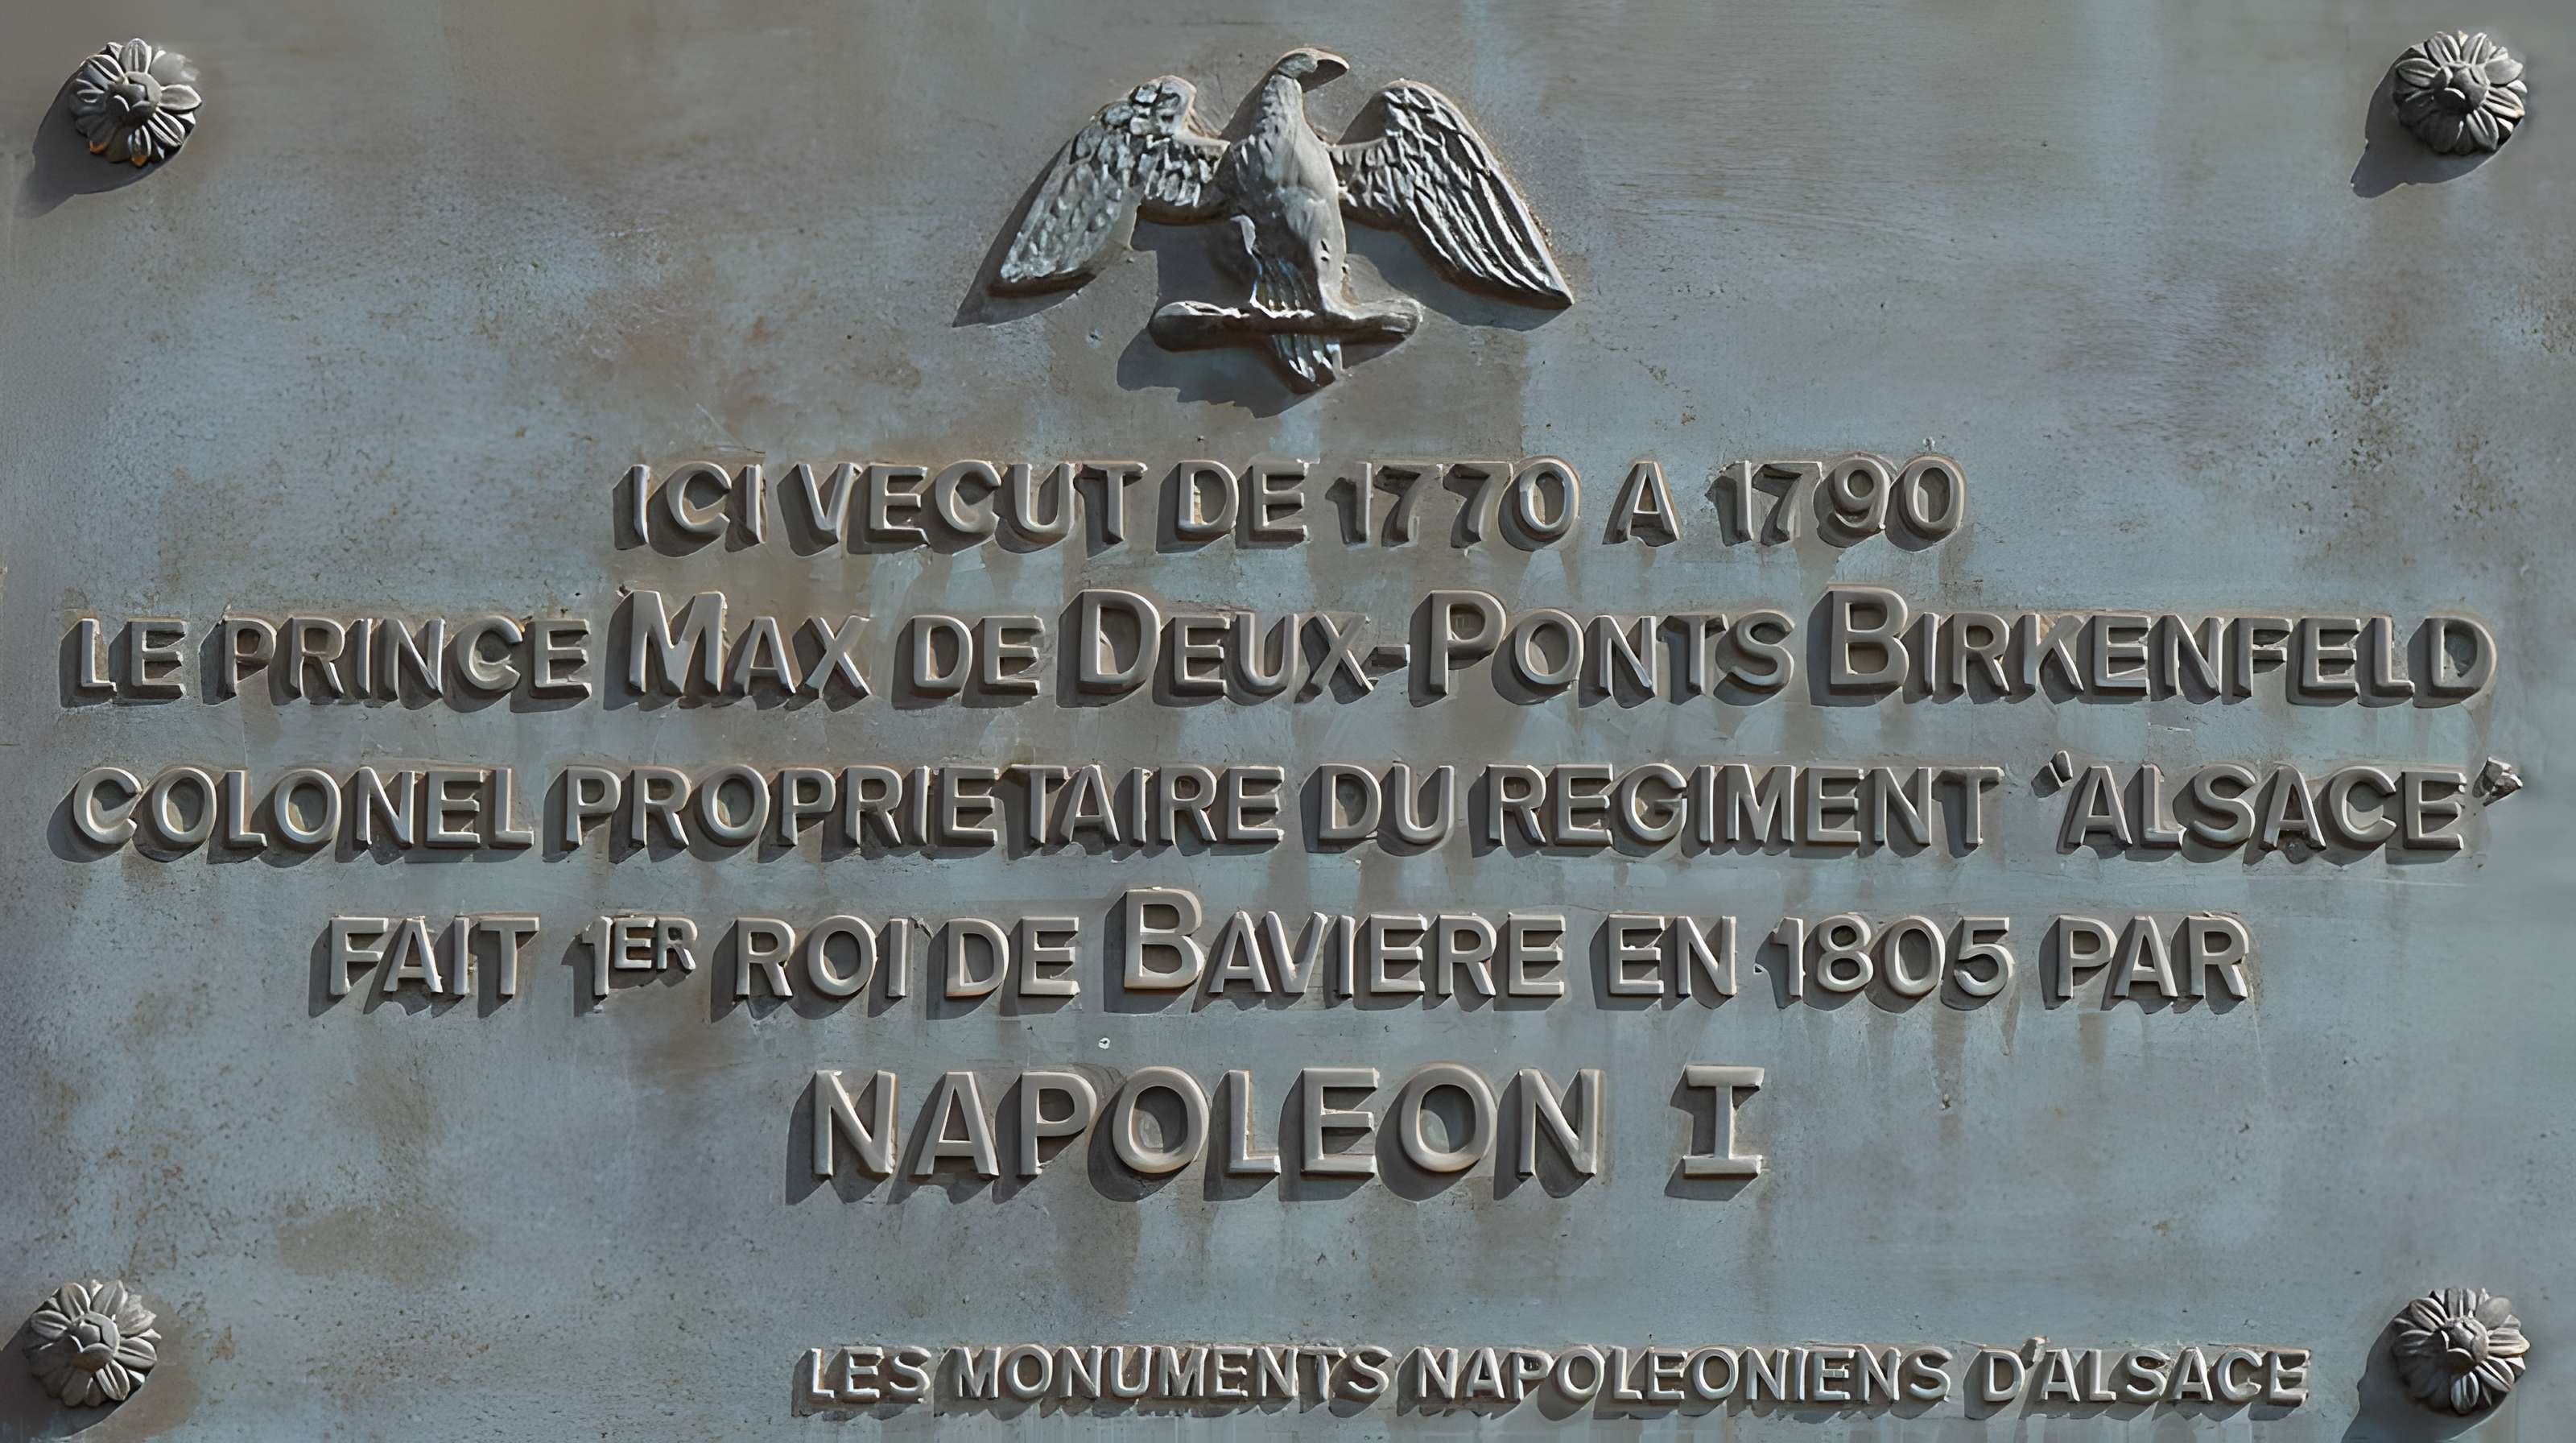 ICI VECUT DE 1770 A 1790
LE PRINCE MAX DE DEUX-PONTS BIRKENFELD
COLONEL PROPRIETAIRE DU REGIMENT "ALSACE"
FAIT 1ER ROI DE BAVIERE EN 1805 PAR
NAPOLEON I
LES MONUMENTS NAPOLEONIENS D'ALSACE